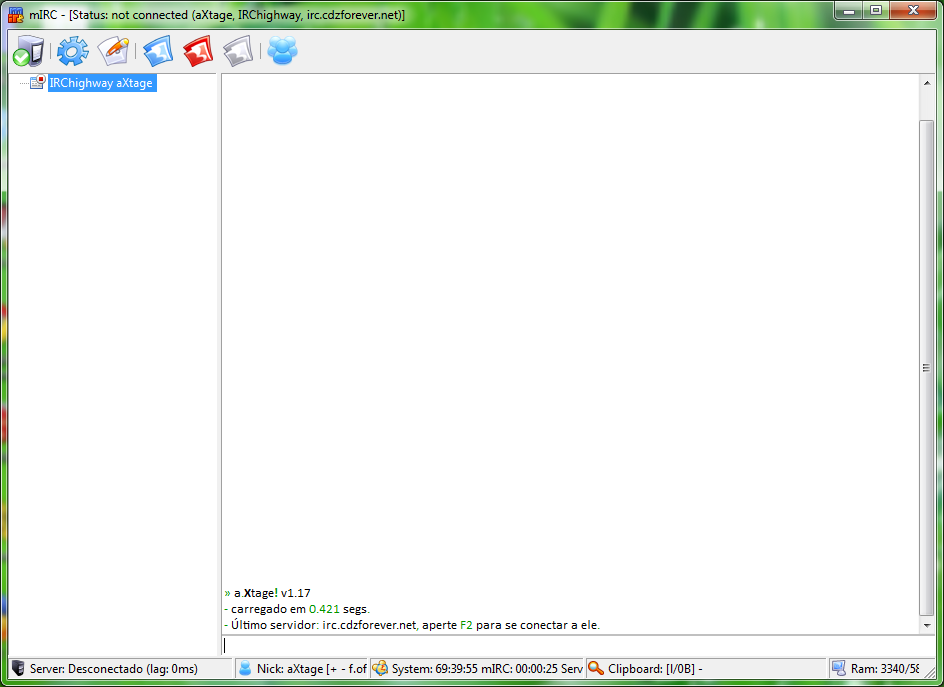 mIRC - [Status: not connected (aXtage, IRChighway, irc.cdzforever.net)]
IRChighway aXtage
» a.Xtage! v1.17
- carregado em 0.421 segs.
- Último servidor: irc.cdzforever.net, aperte F2 para se conectar a ele.
Server: Desconectado (lag: 0ms)
Nick: aXtage [+ - f.of
System: 69:39:55 mIRC: 00:00:25 Serv
Clipboard: [l/0B] -
Ram: 3340/58